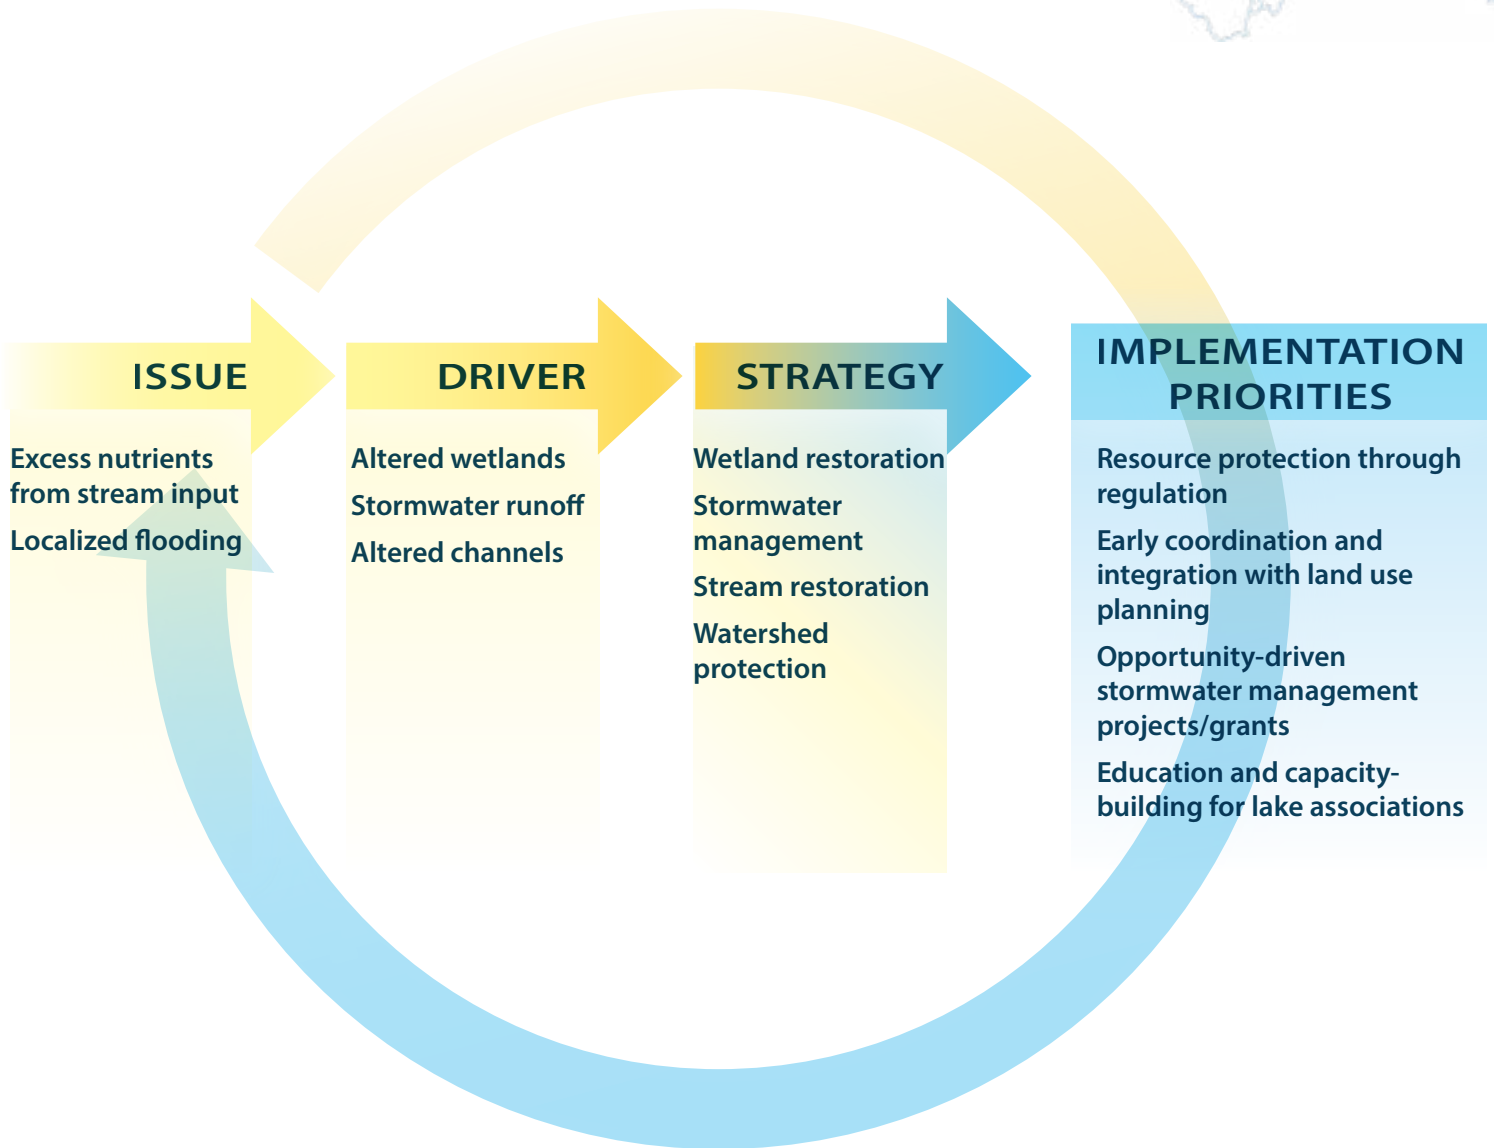 ISSUE
Excess nutrients
from stream input
Localized flooding
DRIVER
Altered wetlands
Stormwater runoff
Altered channels
STRATEGY
Wetland restoration
Stormwater
management
Stream restoration
Watershed
protection
IMPLEMENTATION
PRIORITIES
Resource protection through
regulation
Early coordination and
integration with land use
planning
Opportunity-driven
stormwater management
projects/grants
Education and capacity-
building for lake associations